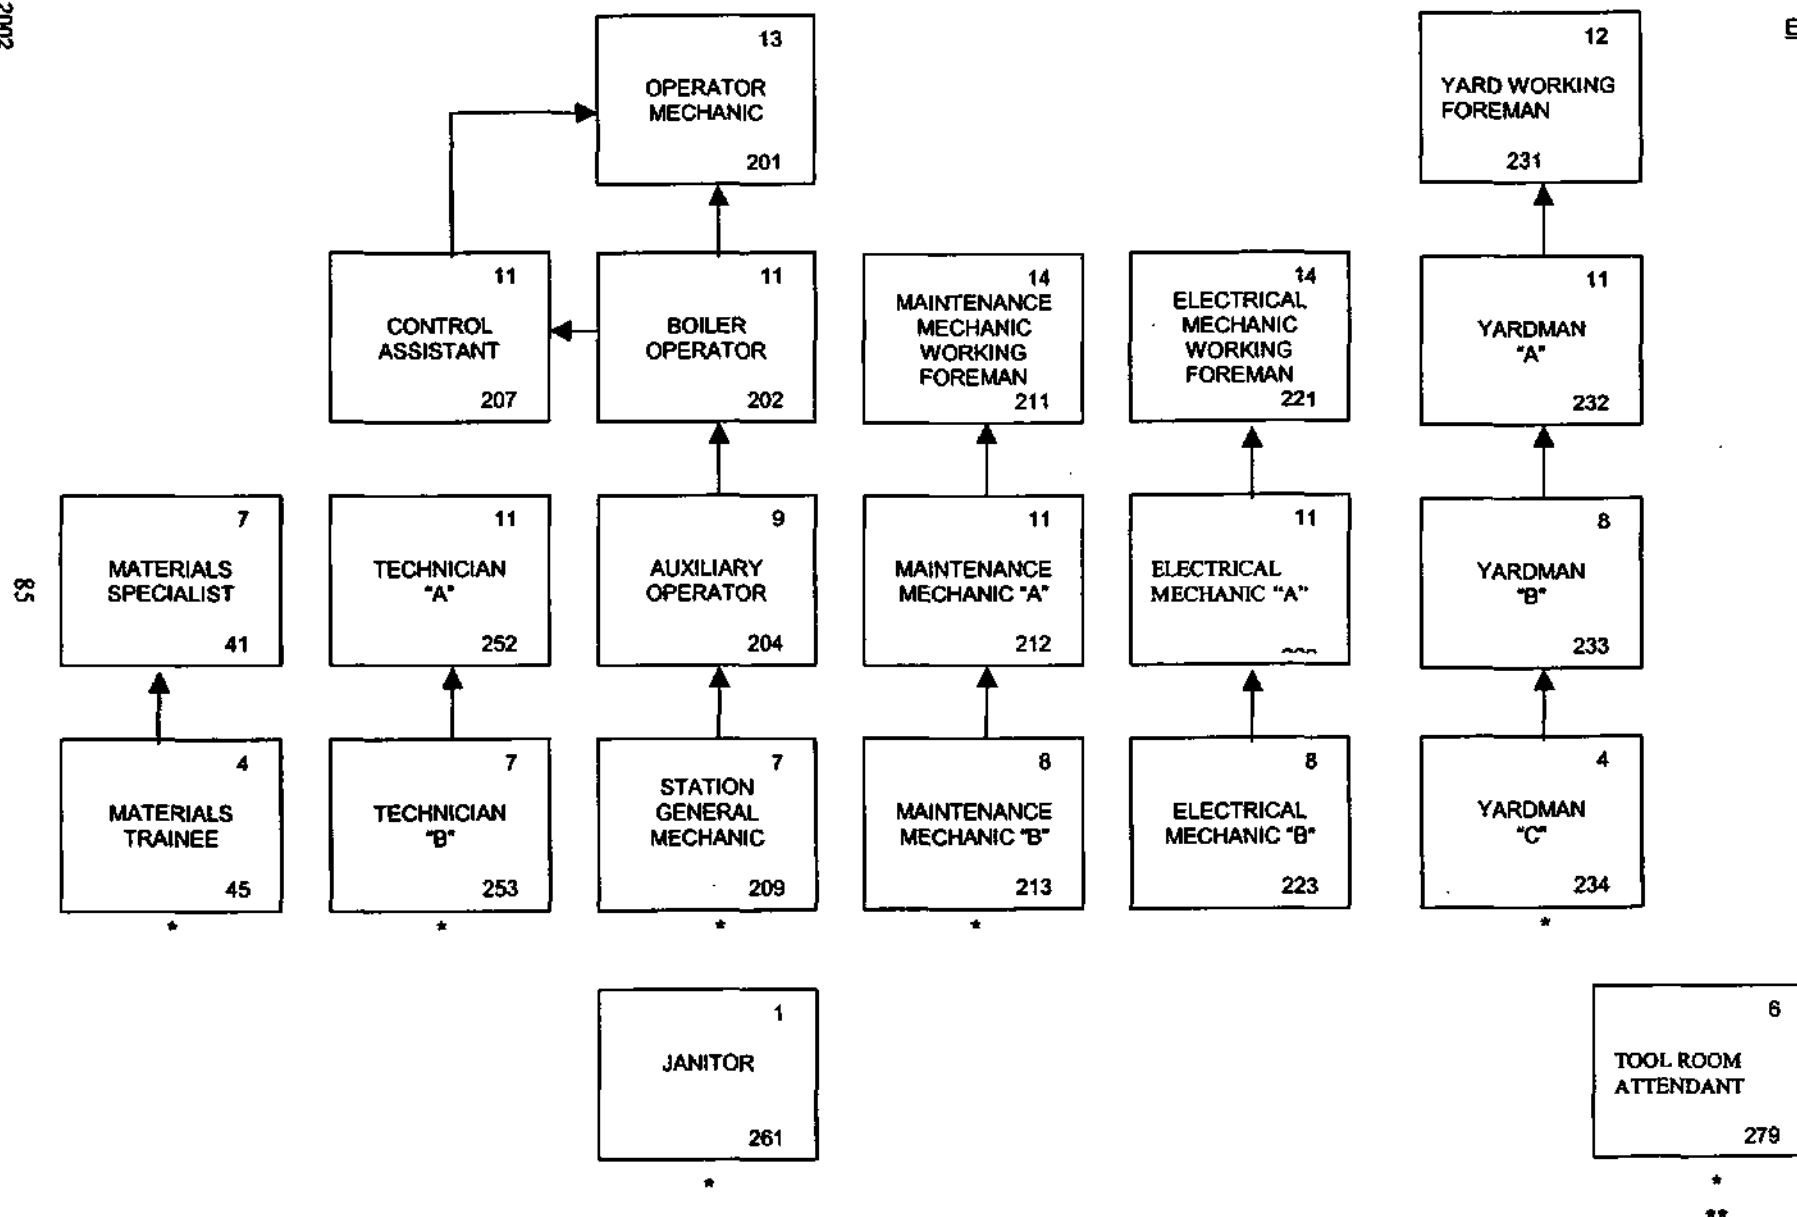 2002
13
OPERATOR
MECHANIC
201
12
YARD WORKING
FOREMAN
231
11
CONTROL
ASSISTANT
207
11
BOILER
OPERATOR
202
14
MAINTENANCE
MECHANIC
WORKING
FOREMAN
211
14
ELECTRICAL
MECHANIC
WORKING
FOREMAN
221
11
YARDMAN
"A"
232
7
MATERIALS
SPECIALIST
41
11
TECHNICIAN
"A"
252
9
AUXILIARY
OPERATOR
204
11
MAINTENANCE
MECHANIC "A"
212
11
ELECTRICAL
MECHANIC "A"
8
YARDMAN
"B"
233
85
4
MATERIALS
TRAINEE
45
*
7
TECHNICIAN
"B"
253
*
7
STATION
GENERAL
MECHANIC
209
*
8
MAINTENANCE
MECHANIC "B"
213
*
8
ELECTRICAL
MECHANIC "B"
223
4
YARDMAN
"C"
234
*
1
JANITOR
261
*
6
TOOL ROOM
ATTENDANT
279
*
**